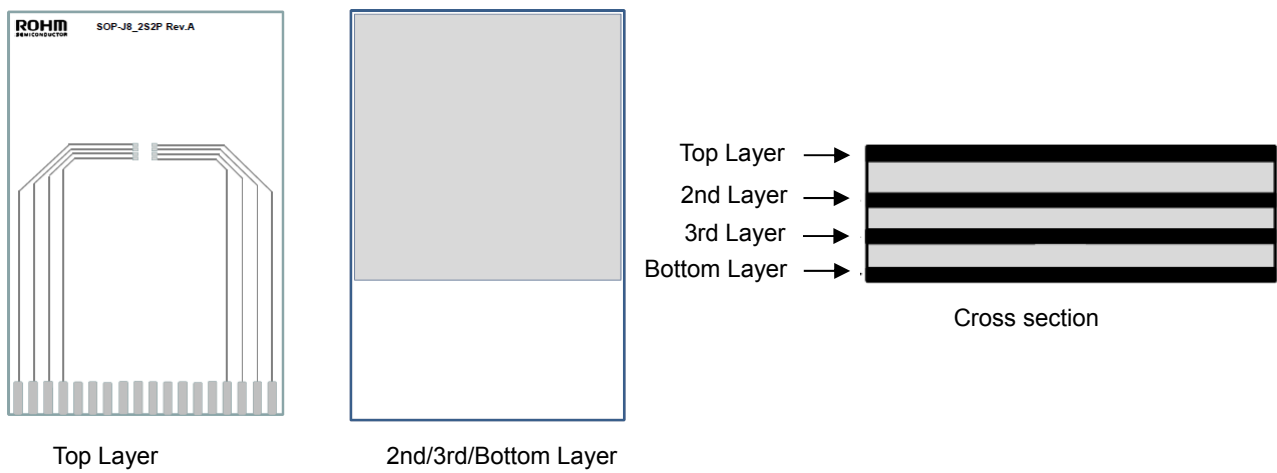 ROHM
SEMICONDUCTOR
SOP-J8_2S2P Rev.A
Top Layer
2nd/3rd/Bottom Layer
Top Layer
2nd Layer
3rd Layer
Bottom Layer
Cross section